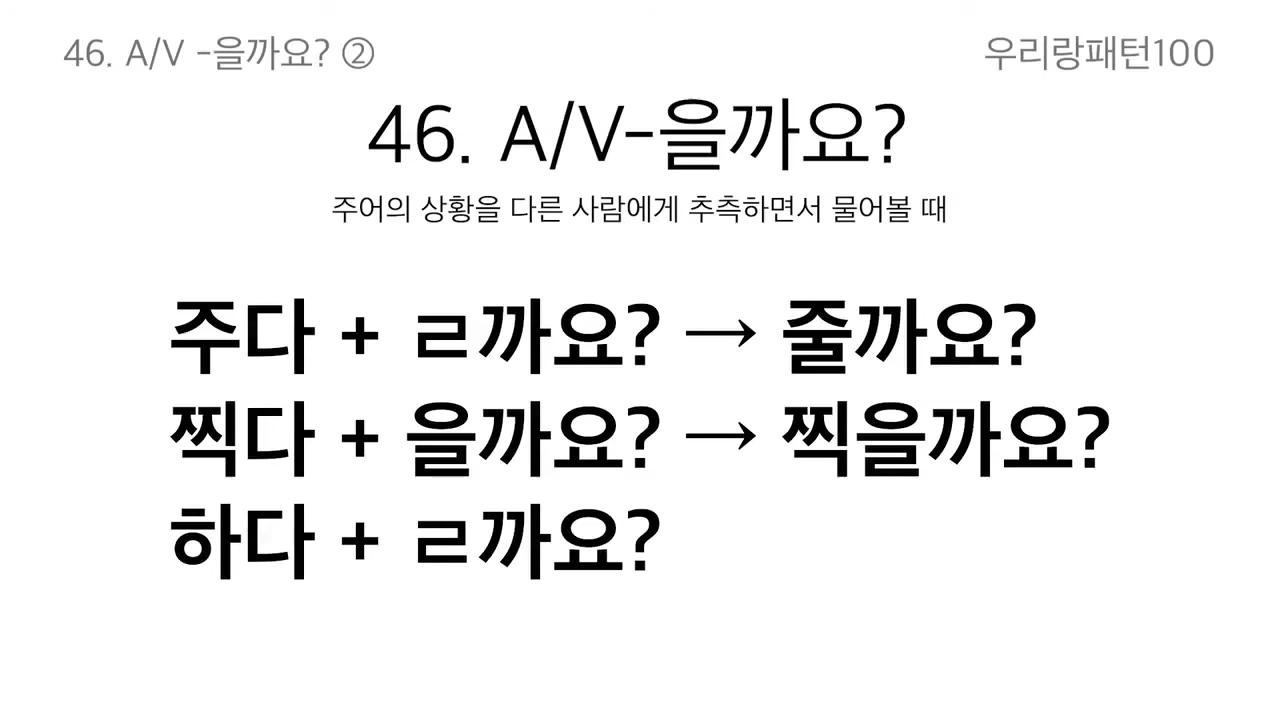 46. A/V -을까요? ②
우리랑패턴100
46. A/V-을까요?
주어의 상황을 다른 사람에게 추측하면서 물어볼 때
주다 + ㄹ까요? → 줄까요?
찍다 + 을까요? → 찍을까요?
하다 + ㄹ까요?